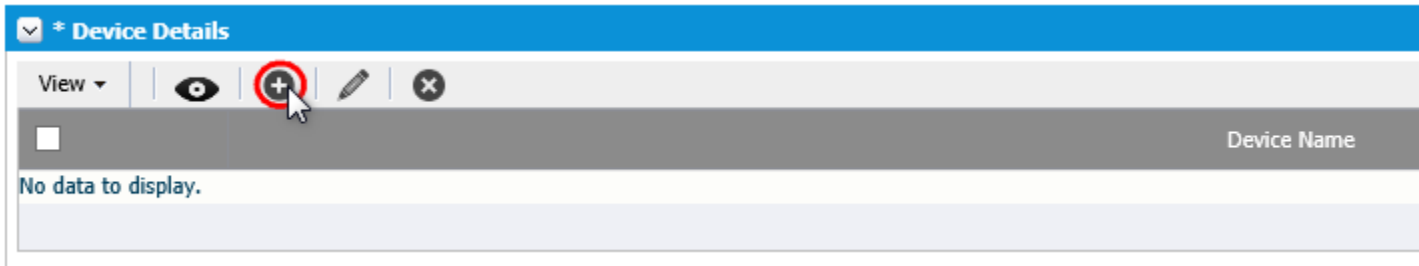 * Device Details
View
Device Name
No data to display.